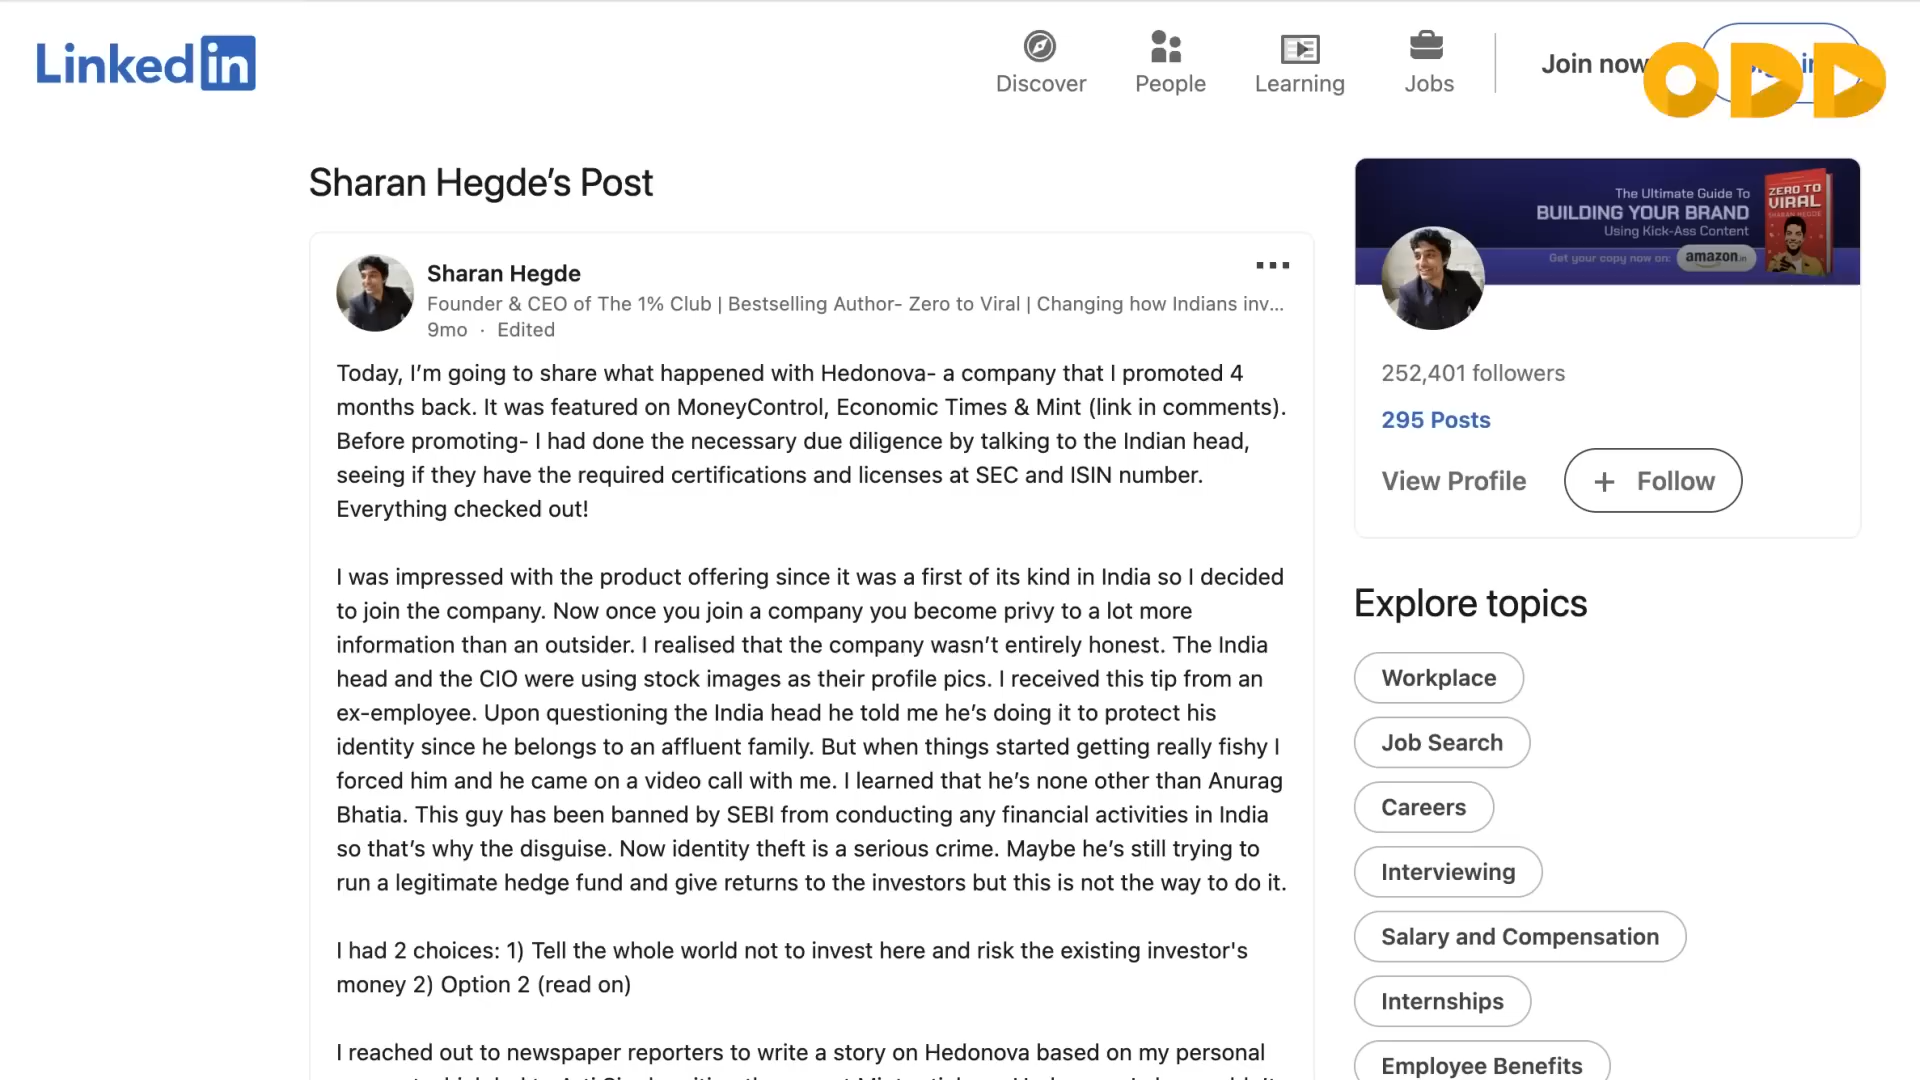 Linked in
Discover
People
Learning
Jobs
Join now
ODD
Sharan Hegde's Post
Sharan Hegde
Founder & CEO of The 1% Club | Bestselling Author- Zero to Viral | Changing how Indians inv...
9mo · Edited
Today, I'm going to share what happened with Hedonova- a company that I promoted 4
months back. It was featured on MoneyControl, Economic Times & Mint (link in comments).
Before promoting- I had done the necessary due diligence by talking to the Indian head,
seeing if they have the required certifications and licenses at SEC and ISIN number.
Everything checked out!
I was impressed with the product offering since it was a first of its kind in India so I decided
to join the company. Now once you join a company you become privy to a lot more
information than an outsider. I realised that the company wasn't entirely honest. The India
head and the CIO were using stock images as their profile pics. I received this tip from an
ex-employee. Upon questioning the India head he told me he's doing it to protect his
identity since he belongs to an affluent family. But when things started getting really fishy I
forced him and he came on a video call with me. I learned that he's none other than Anurag
Bhatia. This guy has been banned by SEBI from conducting any financial activities in India
so that's why the disguise. Now identity theft is a serious crime. Maybe he's still trying to
run a legitimate hedge fund and give returns to the investors but this is not the way to do it.
I had 2 choices: 1) Tell the whole world not to invest here and risk the existing investor's
money 2) Option 2 (read on)
I reached out to newspaper reporters to write a story on Hedonova based on my personal
The Ultimate Guide To
BUILDING YOUR BRAND
Using Kick-Ass Content
Get your copy now on: amazon.in
ZERO TO
VIRAL
SHARAN HEGDE
252,401 followers
295 Posts
View Profile
+ Follow
Explore topics
Workplace
Job Search
Careers
Interviewing
Salary and Compensation
Internships
Employee Benefits